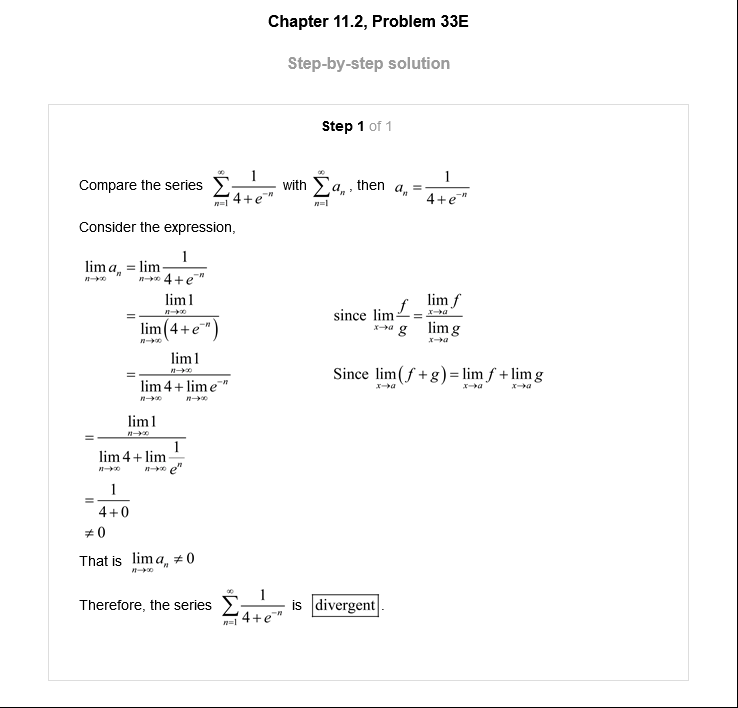 Chapter 11.2, Problem 33E
Step-by-step solution
Step 1 of 1
Compare the series $\sum_{n=1}^{\infty} \frac{1}{4+e^{-n}}$ with $\sum_{n=1}^{\infty} a_n$, then $a_n = \frac{1}{4+e^{-n}}$
Consider the expression,
$\lim_{n\to\infty} a_n = \lim_{n\to\infty} \frac{1}{4+e^{-n}}$
$= \frac{\lim_{n\to\infty} 1}{\lim_{n\to\infty} (4+e^{-n})}$ since $\lim_{x\to a} \frac{f}{g} = \frac{\lim_{x\to a} f}{\lim_{x\to a} g}$
$= \frac{\lim_{n\to\infty} 1}{\lim_{n\to\infty} 4 + \lim_{n\to\infty} e^{-n}}$ Since $\lim_{x\to a} (f+g) = \lim_{x\to a} f + \lim_{x\to a} g$
$= \frac{\lim_{n\to\infty} 1}{\lim_{n\to\infty} 4 + \lim_{n\to\infty} \frac{1}{e^n}}$
$= \frac{1}{4+0}$
$\neq 0$
That is $\lim_{n\to\infty} a_n \neq 0$
Therefore, the series $\sum_{n=1}^{\infty} \frac{1}{4+e^{-n}}$ is divergent.